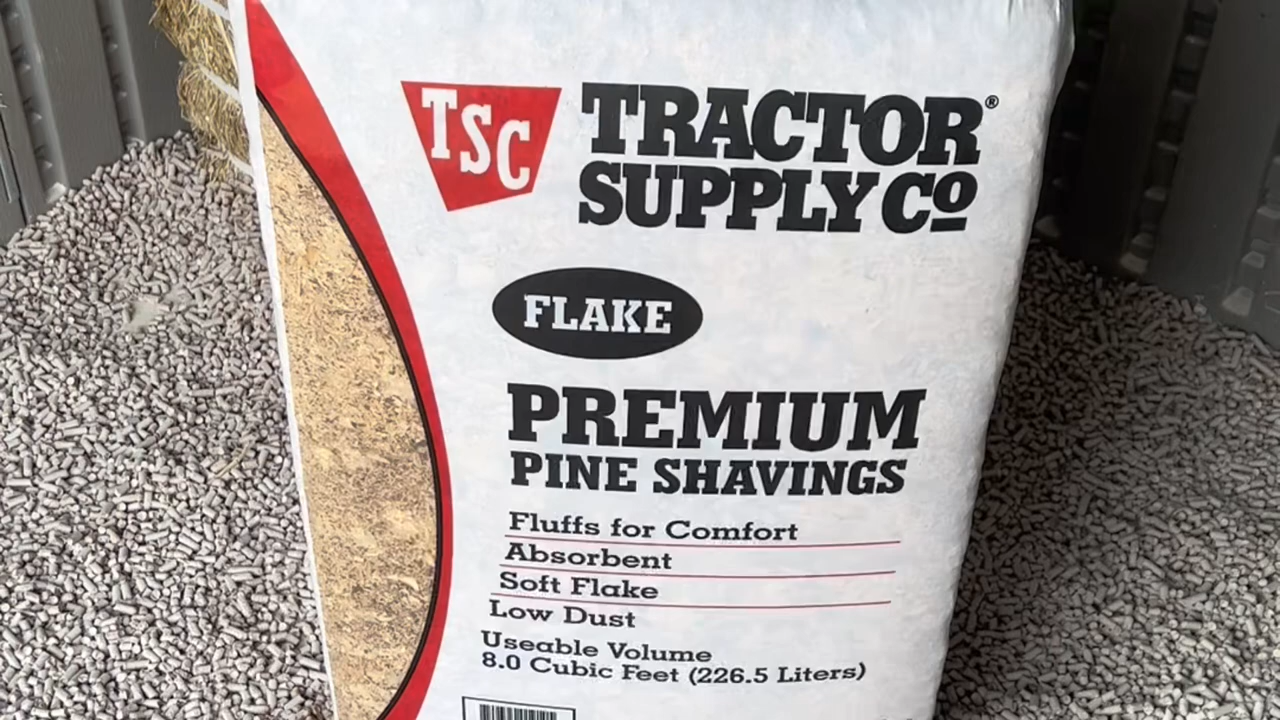 TSC
TRACTOR
SUPPLY Co
®
FLAKE
PREMIUM
PINE SHAVINGS
Fluffs for Comfort
Absorbent
Soft Flake
Low Dust
Useable Volume
8.0 Cubic Feet (226.5 Liters)